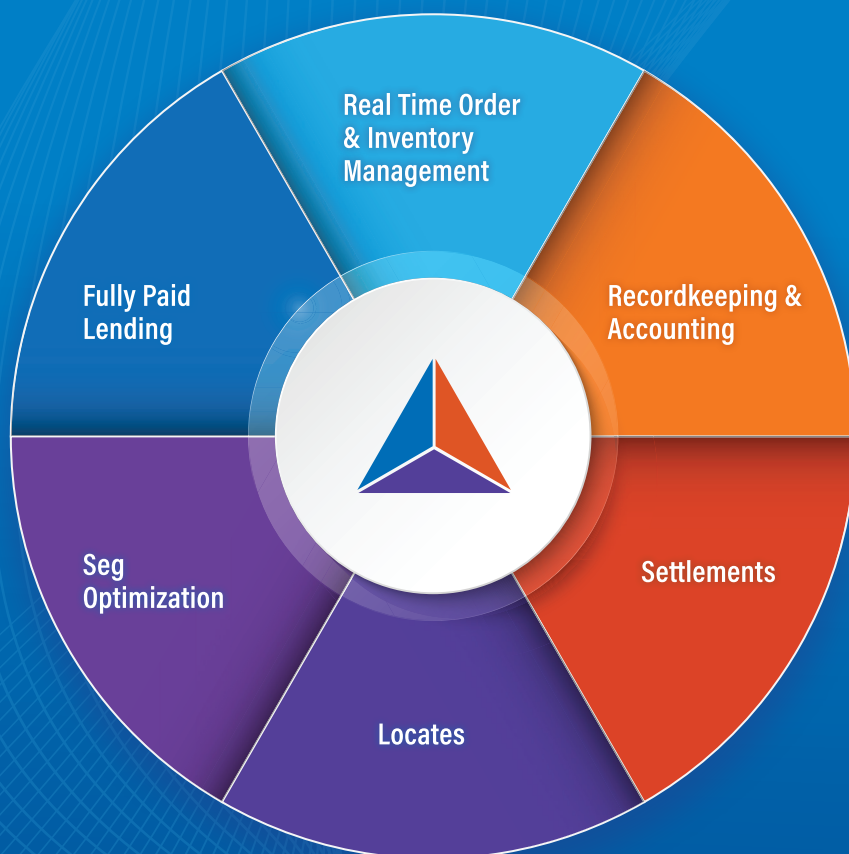 Real Time Order
& Inventory
Management
Recordkeeping &
Accounting
Settlements
Locates
Seg
Optimization
Fully Paid
Lending